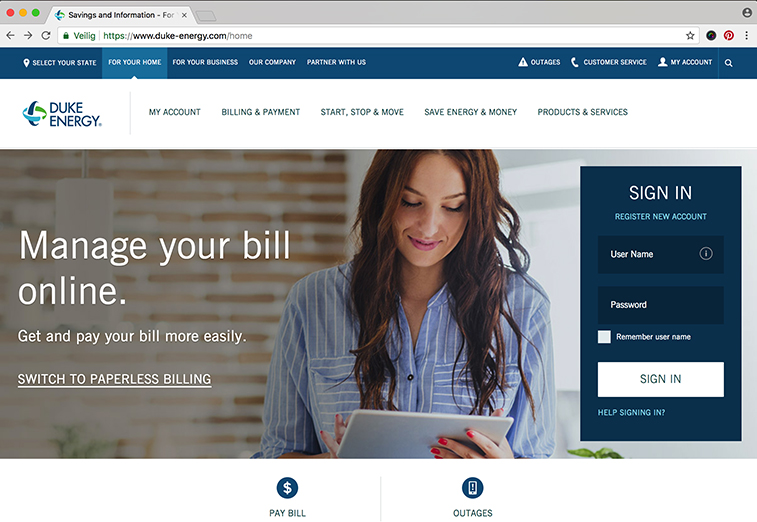 Savings and Information - For
Veilig
https://www.duke-energy.com/home
SELECT YOUR STATE
FOR YOUR HOME
FOR YOUR BUSINESS
OUR COMPANY
PARTNER WITH US
OUTAGES
CUSTOMER SERVICE
MY ACCOUNT
DUKE
ENERGY®
MY ACCOUNT
BILLING & PAYMENT
START, STOP & MOVE
SAVE ENERGY & MONEY
PRODUCTS & SERVICES
Manage your bill
online.
Get and pay your bill more easily.
SWITCH TO PAPERLESS BILLING
SIGN IN
REGISTER NEW ACCOUNT
User Name
Password
Remember user name
SIGN IN
HELP SIGNING IN?
PAY BILL
OUTAGES